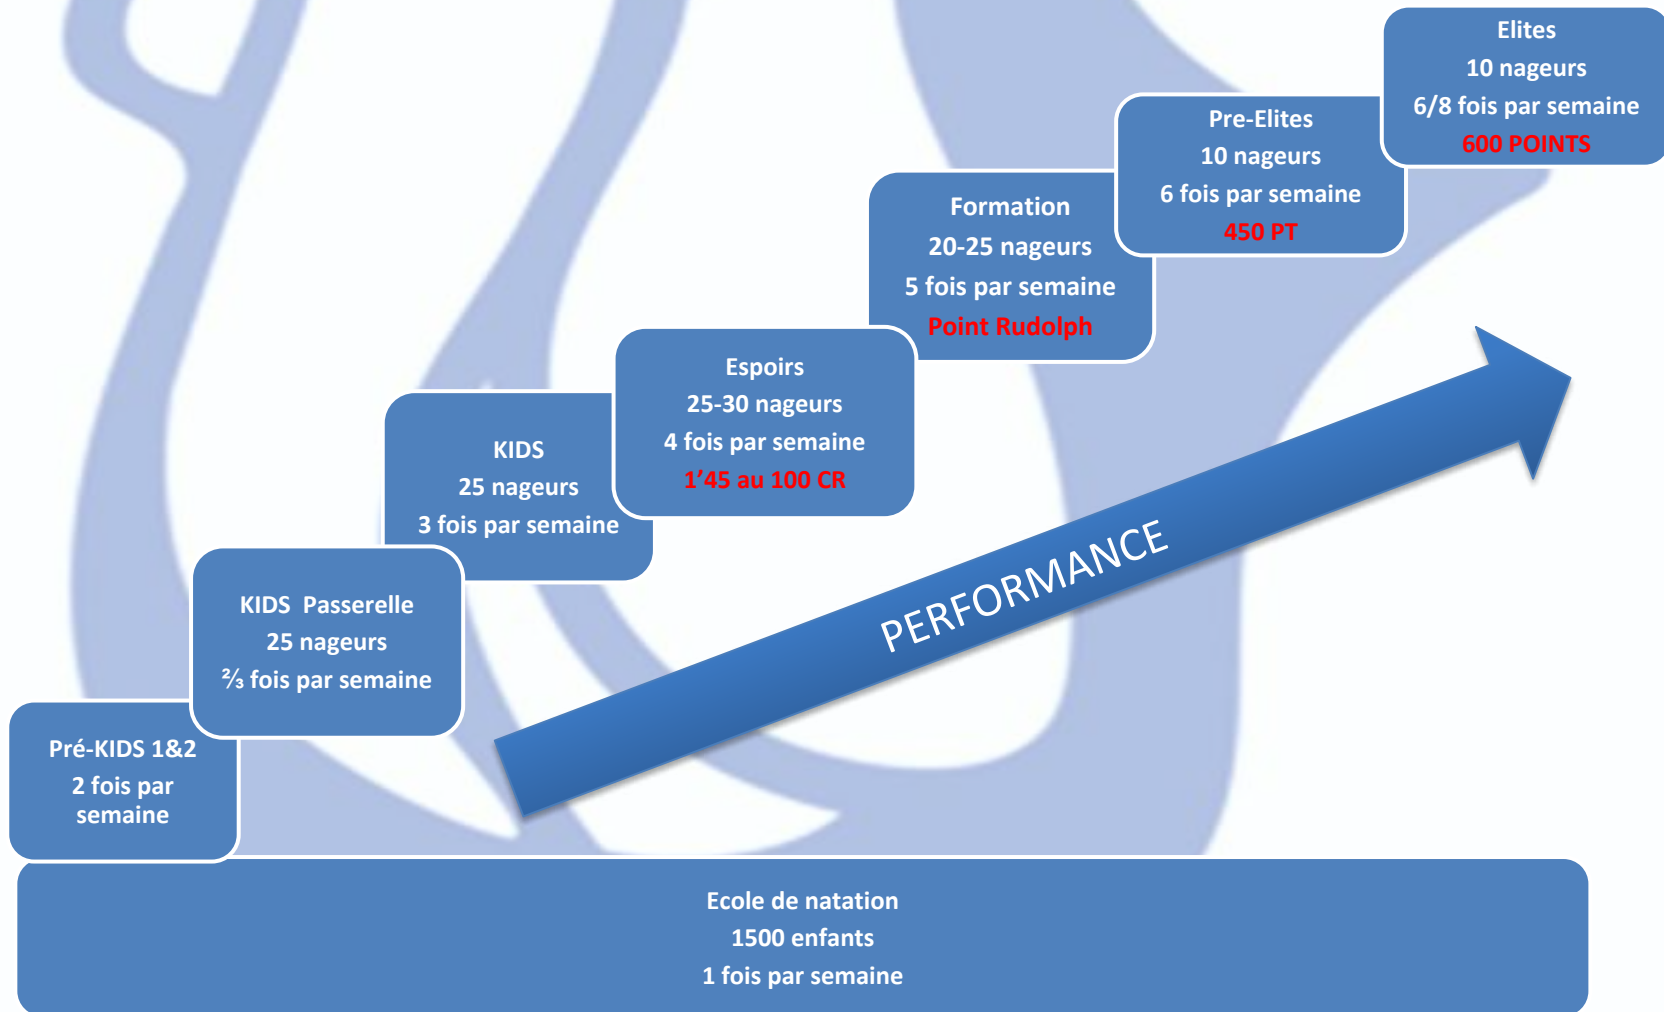 Elites
10 nageurs
6/8 fois par semaine
600 POINTS
Pre-Elites
10 nageurs
6 fois par semaine
450 PT
Formation
20-25 nageurs
5 fois par semaine
Point Rudolph
Espoirs
25-30 nageurs
4 fois par semaine
1’45 au 100 CR
KIDS
25 nageurs
3 fois par semaine
KIDS  Passerelle
25 nageurs
⅔ fois par semaine
Pré-KIDS 1&2
2 fois par
semaine
PERFORMANCE
Ecole de natation
1500 enfants
1 fois par semaine